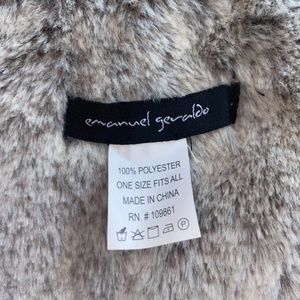 emanuel geraldo
100% POLYESTER
ONE SIZE FITS ALL
MADE IN CHINA
RN. # 109861
P